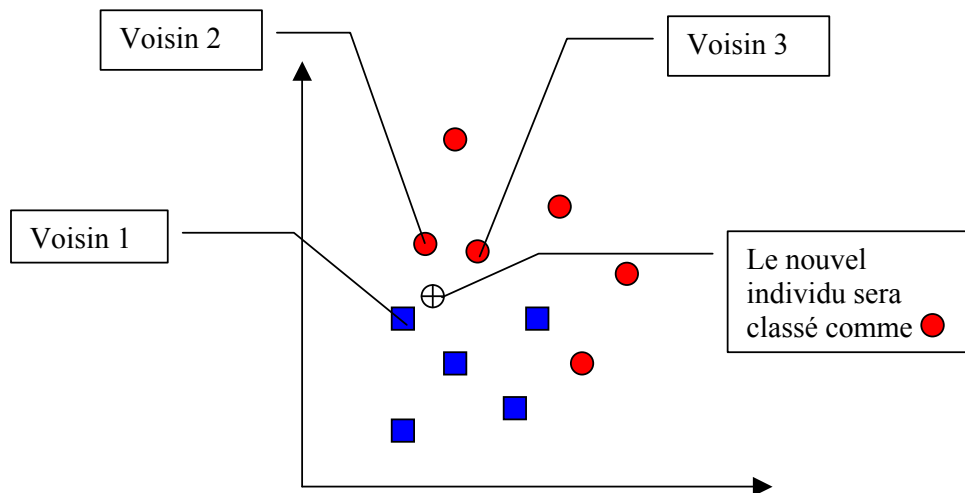 Voisin 2
Voisin 3
Voisin 1
Le nouvel
individu sera
classé comme